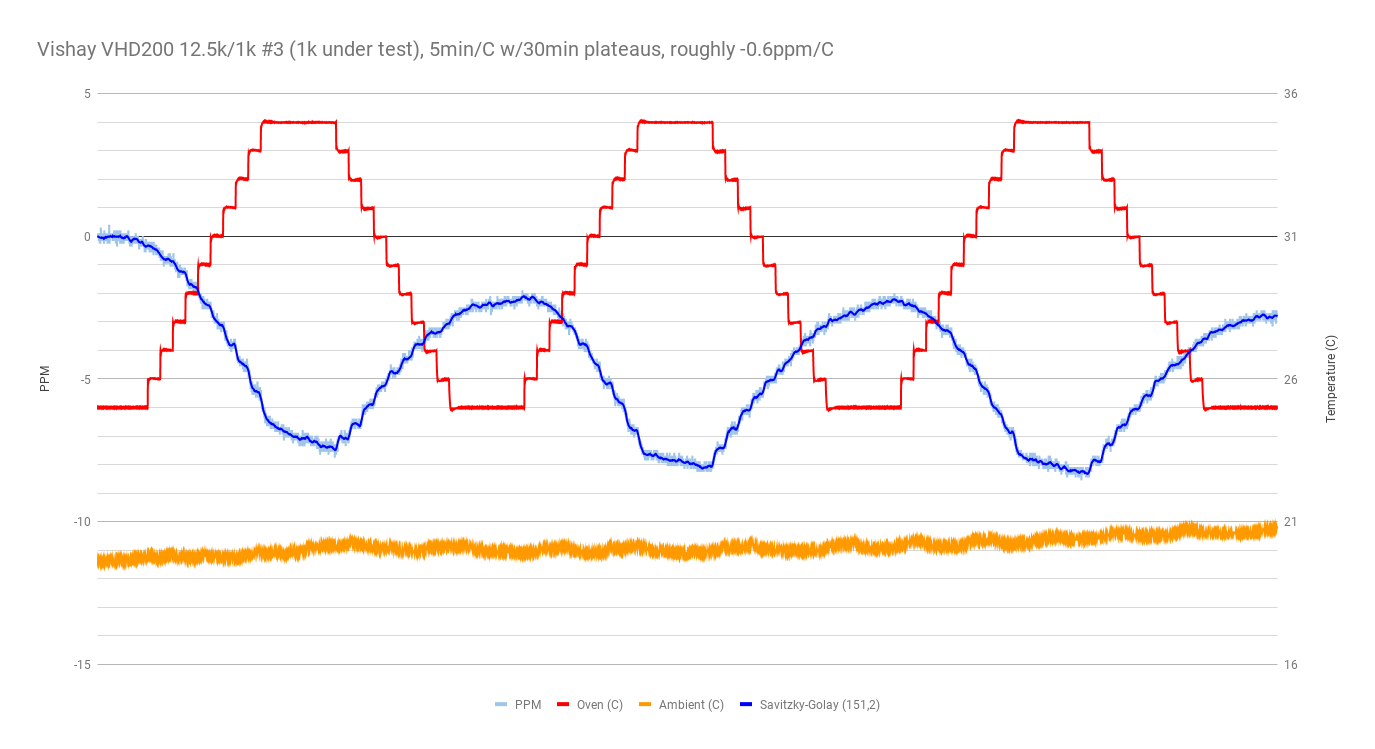 Vishay VHD200 12.5k/1k #3 (1k under test), 5min/C w/30min plateaus, roughly -0.6ppm/C
5
0
-5
-10
-15
PPM
36
31
26
21
16
Temperature (C)
PPM
Oven (C)
Ambient (C)
Savitzky-Golay (151,2)